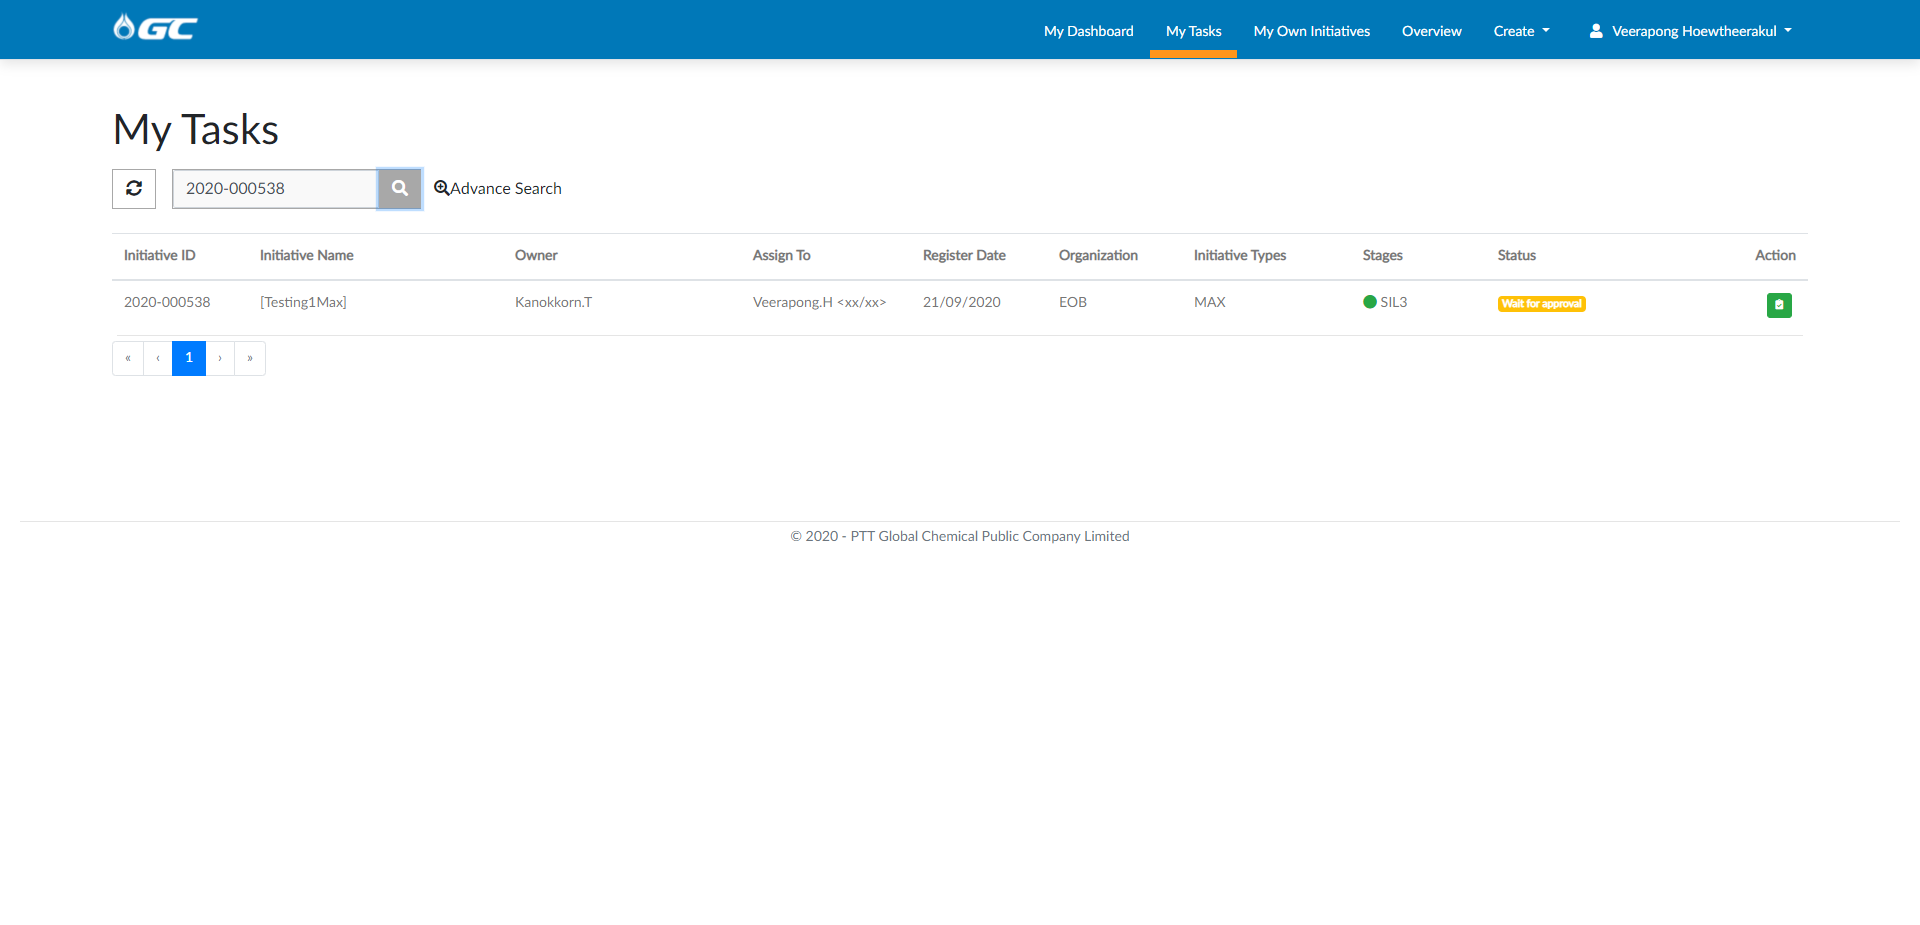 GC
My Dashboard My Tasks My Own Initiatives Overview Create Veerapong Hoewtheerakul
My Tasks
2020-000538 Advance Search
Initiative ID Initiative Name Owner Assign To Register Date Organization Initiative Types Stages Status Action
2020-000538 [Testing1Max] Kanokkorn.T Veerapong.H <xx/xx> 21/09/2020 EOB MAX SIL3 Wait for approval
« ‹ 1 › »
© 2020 - PTT Global Chemical Public Company Limited